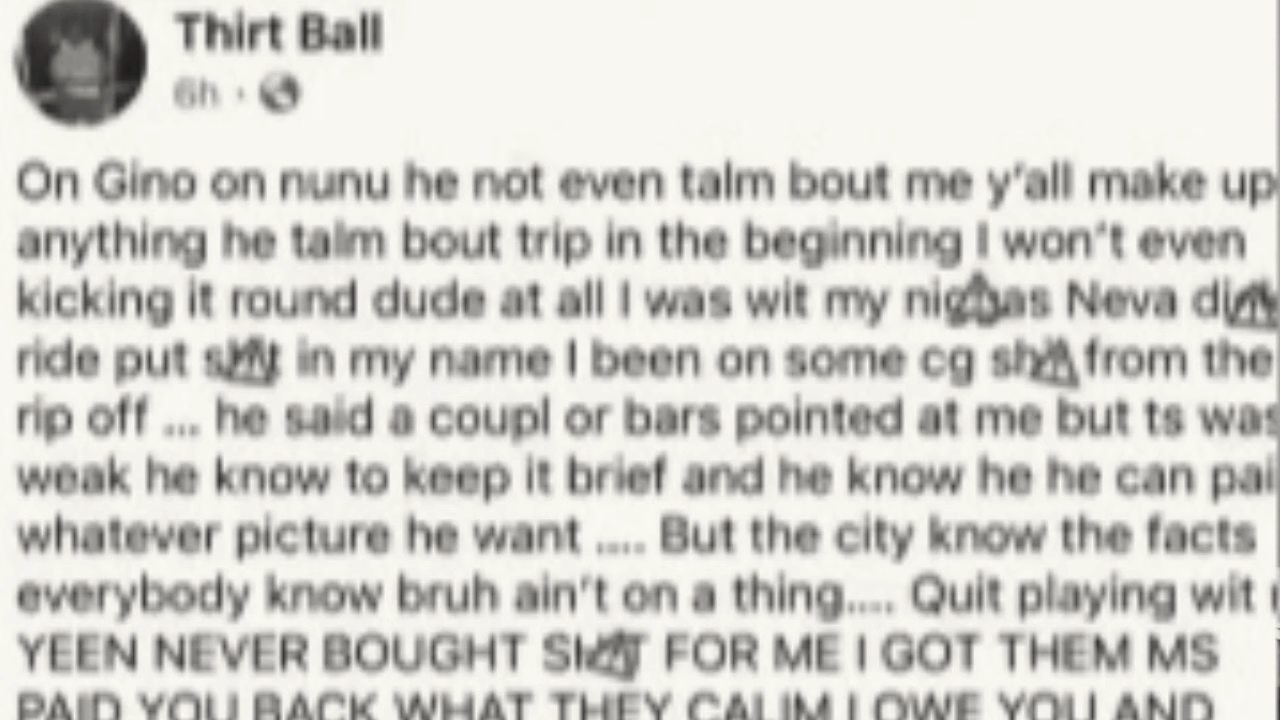 Thirt Ball
6h ·
On Gino on nunu he not even talm bout me y'all make up
anything he talm bout trip in the beginning I won't even
kicking it round dude at all I was wit my Neva
ride put in my name I been on some cg from the
rip off ... he said a coupl or bars pointed at me but ts was
weak he know to keep it brief and he know he he can pai
whatever picture he want .... But the city know the facts
everybody know bruh ain't on a thing.... Quit playing wit
YEEN NEVER BOUGHT FOR ME I GOT THEM MS
PAID YOU BACK WHAT THEY CALIM I OWE YOU AND